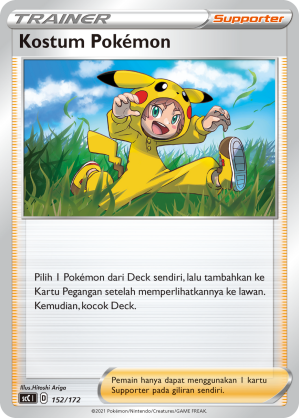 TRAINER Supporter
Kostum Pokémon
Pilih 1 Pokémon dari Deck sendiri, lalu tambahkan ke
Kartu Pegangan setelah memperlihatkannya ke lawan.
Kemudian, kocok Deck.
Illus.Hitoshi Ariga
sC1 I D 152/172
Pemain hanya dapat menggunakan 1 kartu
Supporter pada giliran sendiri.
©2021 Pokémon/Nintendo/Creatures/GAME FREAK.